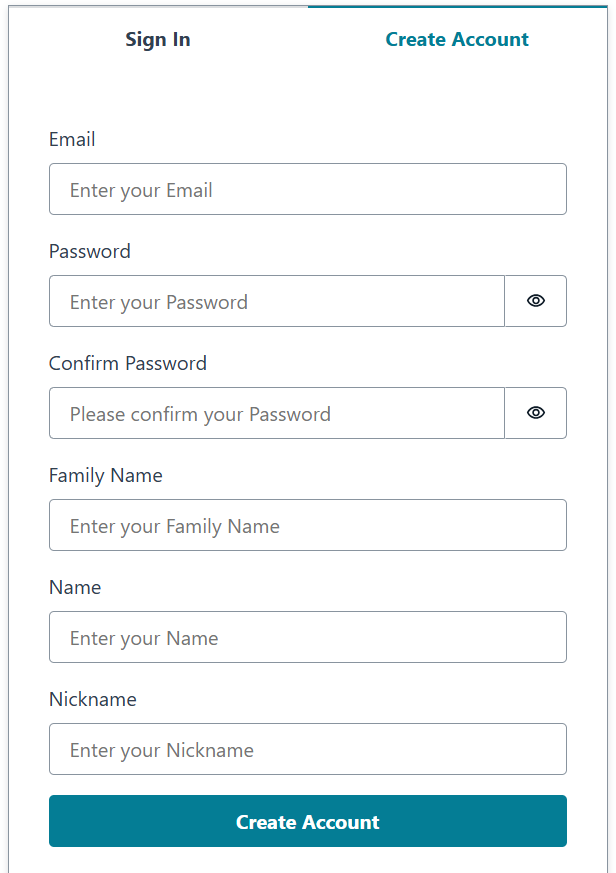 Sign In
Create Account
Email
Enter your Email
Password
Enter your Password
Confirm Password
Please confirm your Password
Family Name
Enter your Family Name
Name
Enter your Name
Nickname
Enter your Nickname
Create Account